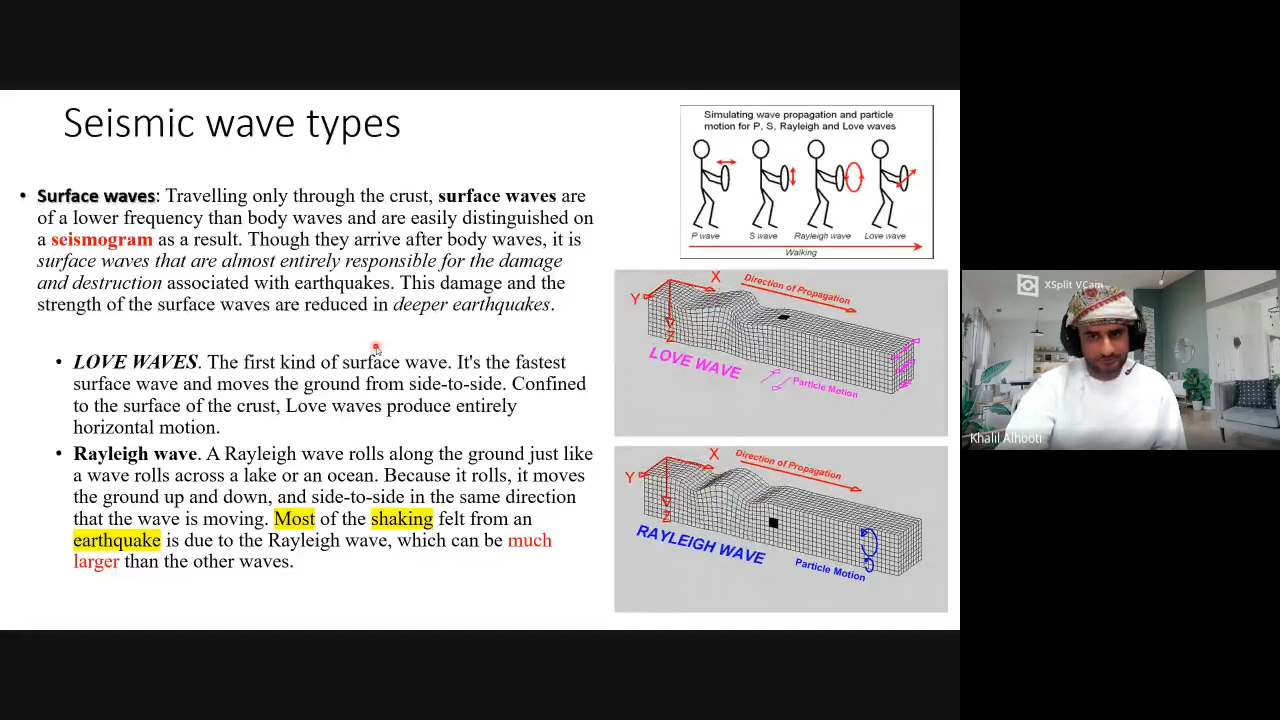 Seismic wave types
• Surface waves: Travelling only through the crust, surface waves are
of a lower frequency than body waves and are easily distinguished on
a seismogram as a result. Though they arrive after body waves, it is
surface waves that are almost entirely responsible for the damage
and destruction associated with earthquakes. This damage and the
strength of the surface waves are reduced in deeper earthquakes.
• LOVE WAVES. The first kind of surface wave. It's the fastest
surface wave and moves the ground from side-to-side. Confined
to the surface of the crust, Love waves produce entirely
horizontal motion.
• Rayleigh wave. A Rayleigh wave rolls along the ground just like
a wave rolls across a lake or an ocean. Because it rolls, it moves
the ground up and down, and side-to-side in the same direction
that the wave is moving. Most of the shaking felt from an
earthquake is due to the Rayleigh wave, which can be much
larger than the other waves.
Simulating wave propagation and particle
motion for P, S, Rayleigh and Love waves
P wave S wave Rayleigh wave Love wave
Walking
X
Y
Z
Direction of Propagation
LOVE WAVE
Particle Motion
X
Y
Z
Direction of Propagation
RAYLEIGH WAVE
Particle Motion
XSplit VCam
Khalil Alhooti